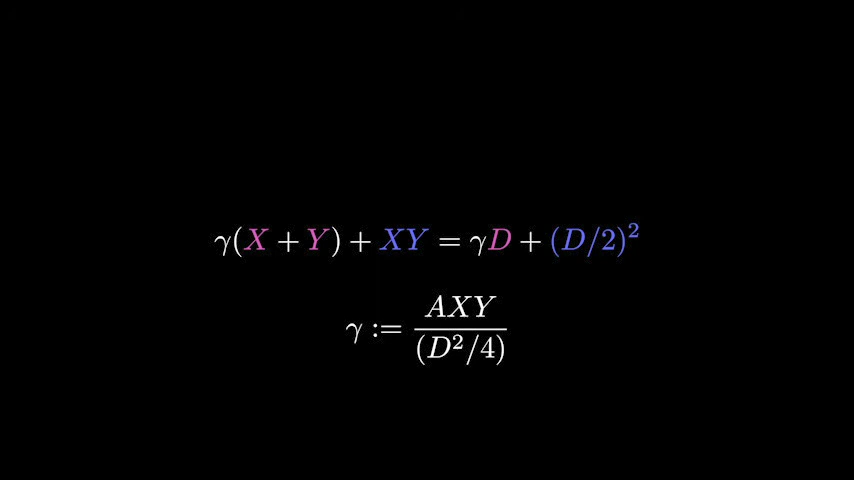 γ(X + Y) + XY = γD + (D/2)²
γ := AXY / (D²/4)